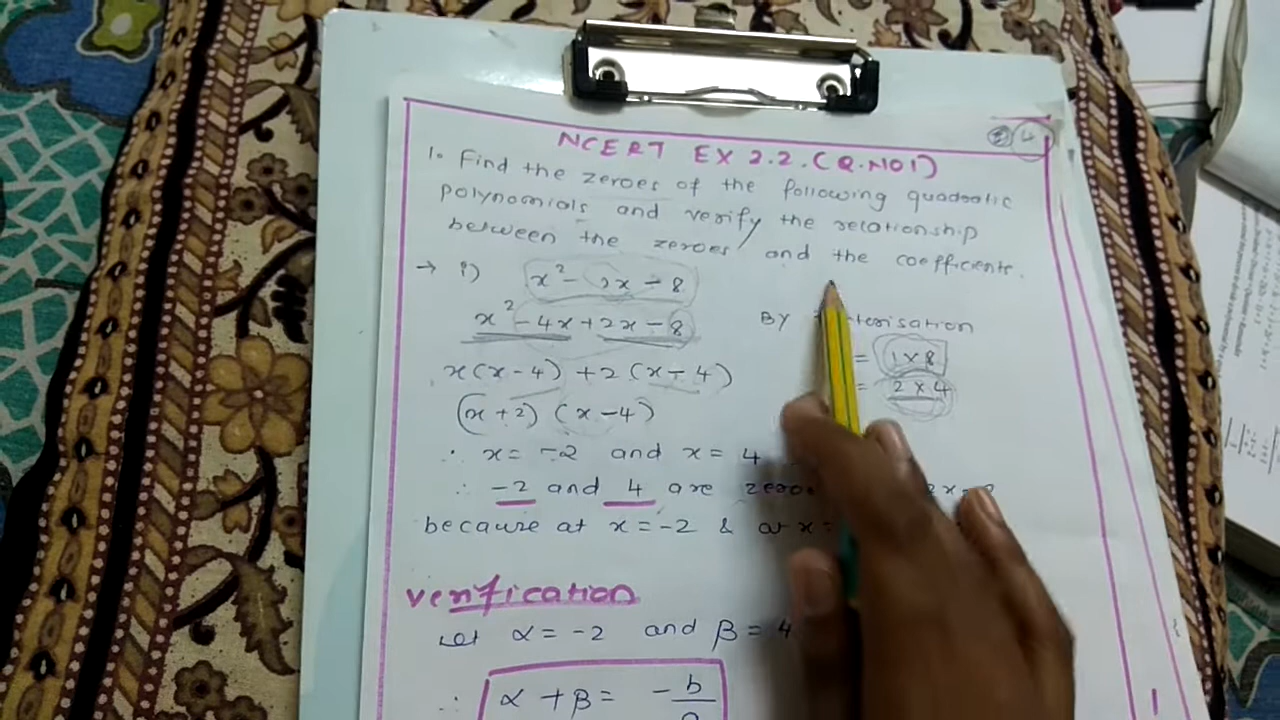 4
NCERT EX 2.2. (Q.NO1)
1. Find the zeroes of the following quadratic
polynomials and verify the relationship
between the zeroes and the coefficients.
→ i) x² - 2x - 8
x² - 4x + 2x - 8
By
= 1 × 8
x(x - 4) + 2(x - 4)
= 2 × 4
(x + 2) (x - 4)
∴ x = -2 and x = 4
∴ -2 and 4 are
because at x = -2 & at x =
verification
Let α = -2 and β = 4
∴ α + β = - b